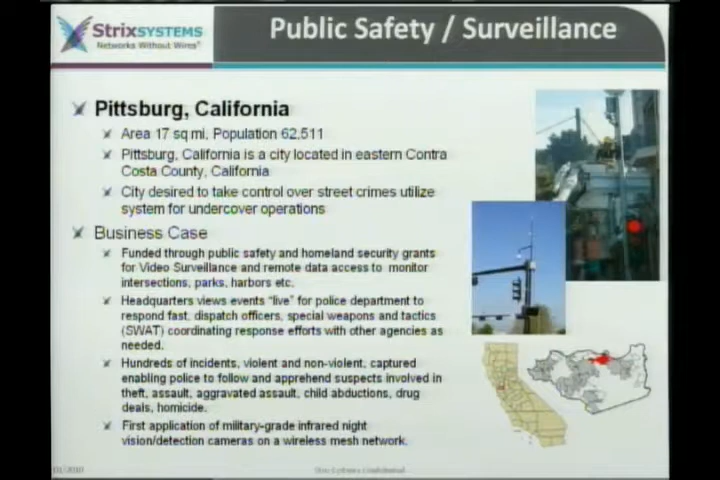 Strixsystems
Networks Without Wires®
Public Safety / Surveillance
Pittsburg, California
Area 17 sq mi, Population 62,511
Pittsburg, California is a city located in eastern Contra
Costa County, California
City desired to take control over street crimes utilize
system for undercover operations
Business Case
Funded through public safety and homeland security grants
for Video Surveillance and remote data access to monitor
intersections, parks, harbors etc.
Headquarters views events "live" for police department to
respond fast, dispatch officers, special weapons and tactics
(SWAT) coordinating response efforts with other agencies as
needed.
Hundreds of incidents, violent and non-violent, captured
enabling police to follow and apprehend suspects involved in
theft, assault, aggravated assault, child abductions, drug
deals, homicide.
First application of military-grade infrared night
vision/detection cameras on a wireless mesh network.
Strix Systems Confidential